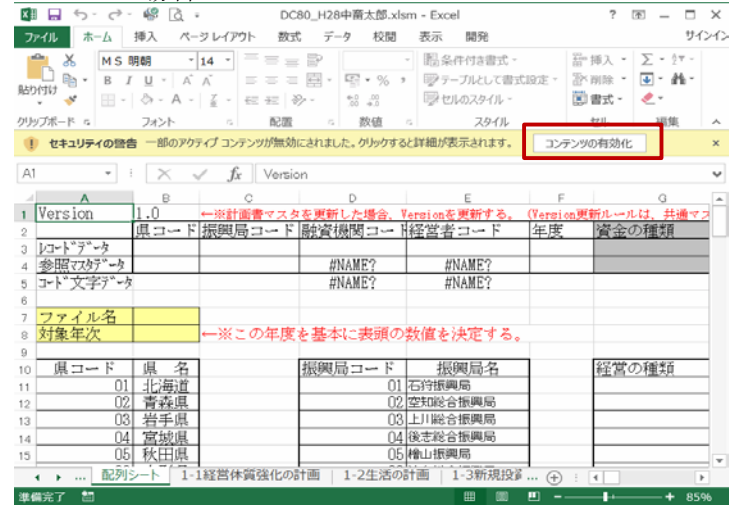 DC80_H28中斎太郎.xlsm - Excel
ファイル ホーム 挿入 ページ レイアウト 数式 データ 校閲 表示 開発 サインイン
貼り付け
ＭＳ 明朝 14
B I U A A
条件付き書式
テーブルとして書式設定
セルのスタイル
挿入
削除
書式
クリップボード フォント 配置 数値 スタイル セル 編集
セキュリティの警告 一部のアクティブ コンテンツが無効にされました。クリックすると詳細が表示されます。 コンテンツの有効化
A1 fx Version
A B C D E F G
1 Version 1.0 ←※計画書マスタを更新した場合、Versionを更新する。 (Version更新ルールは、共通マス
2 県コード 振興局コード 融資機関コード 経営者コード 年度 資金の種類
3 ﾚｺｰﾄﾞﾃﾞｰﾀ
4 参照ﾏｽﾀﾃﾞｰﾀ #NAME? #NAME?
5 ｺｰﾄﾞ文字ﾃﾞｰﾀ #NAME? #NAME?
6
7 ファイル名
8 対象年次 ←※この年度を基本に表頭の数値を決定する。
9
10 県コード 県 名 振興局コード 振興局名 経営の種類
11 01 北海道 01 石狩振興局
12 02 青森県 02 空知総合振興局
13 03 岩手県 03 上川総合振興局
14 04 宮城県 04 後志総合振興局
15 05 秋田県 05 檜山振興局
... 配列シート 1-1経営体質強化の計画 1-2生活の計画 1-3新規投資 ...
準備完了 85%